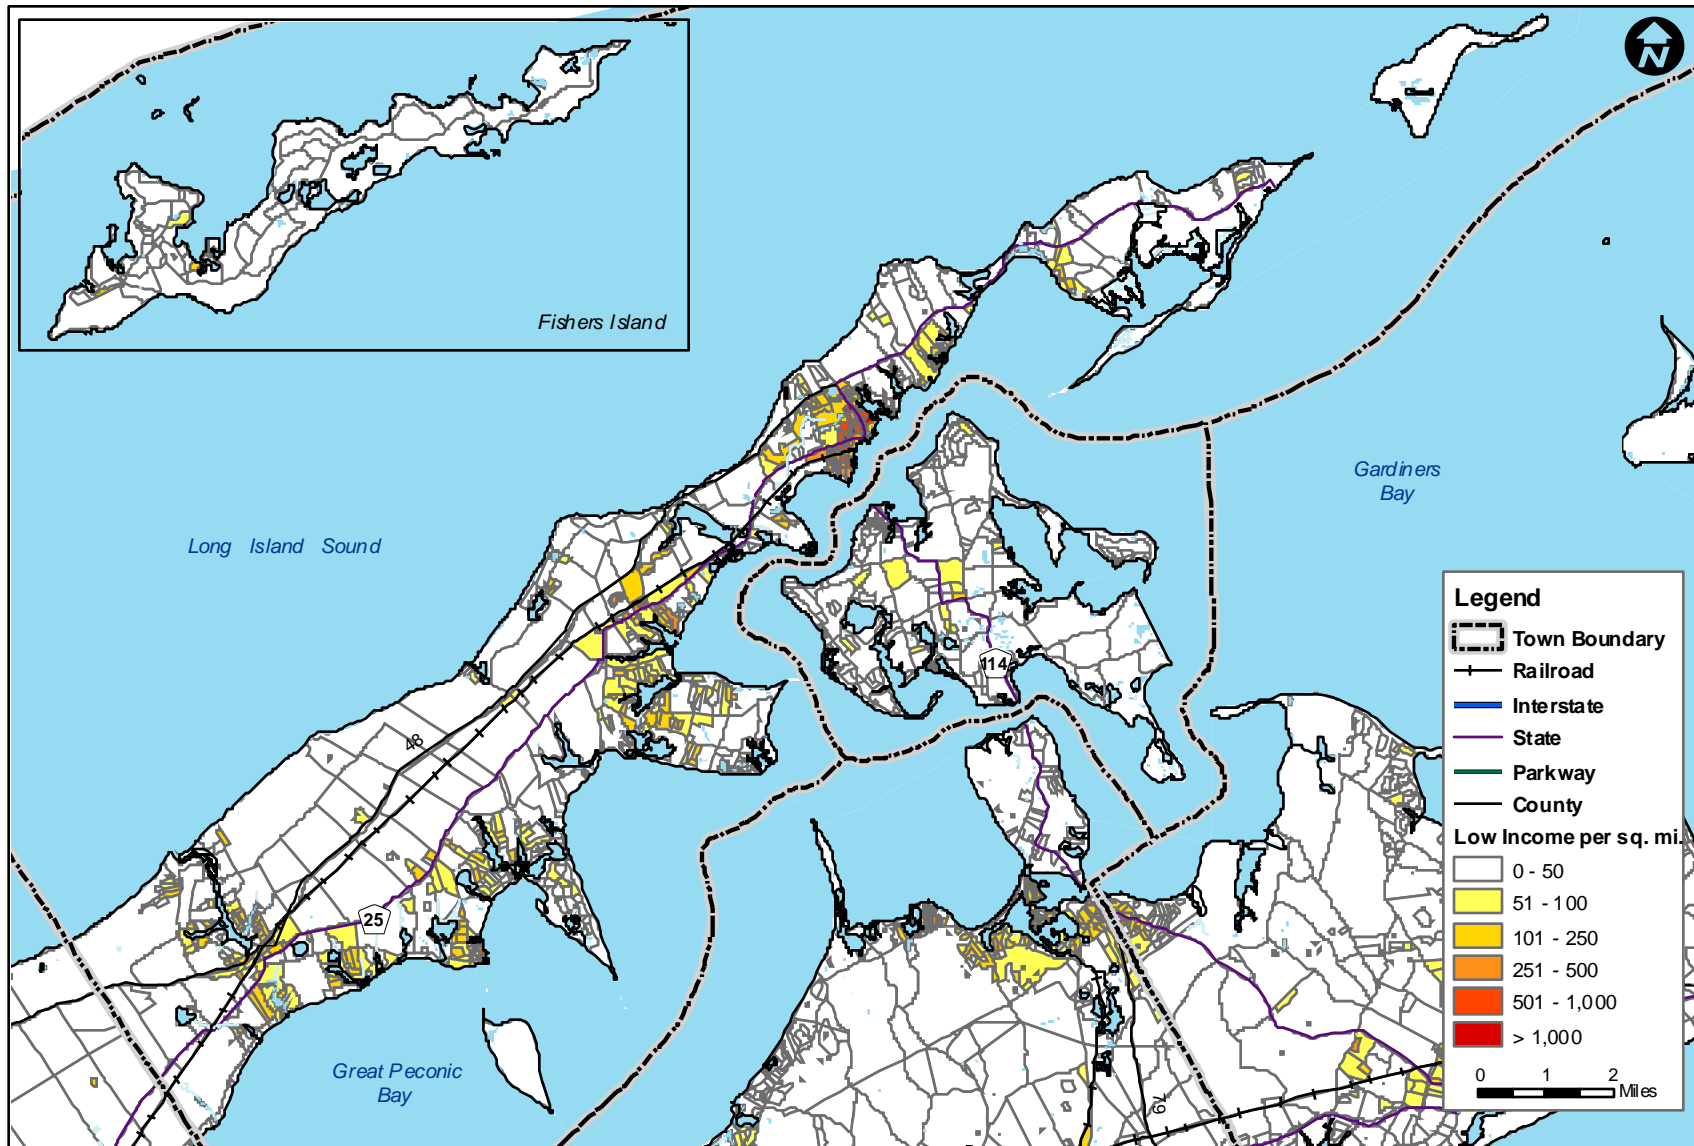 N
Fishers Island
Gardiners
Bay
Long Island Sound
114
48
25
Great Peconic
Bay
79
Legend
Town Boundary
Railroad
Interstate
State
Parkway
County
Low Income per sq. mi.
0 - 50
51 - 100
101 - 250
251 - 500
501 - 1,000
> 1,000
0 1 2
Miles